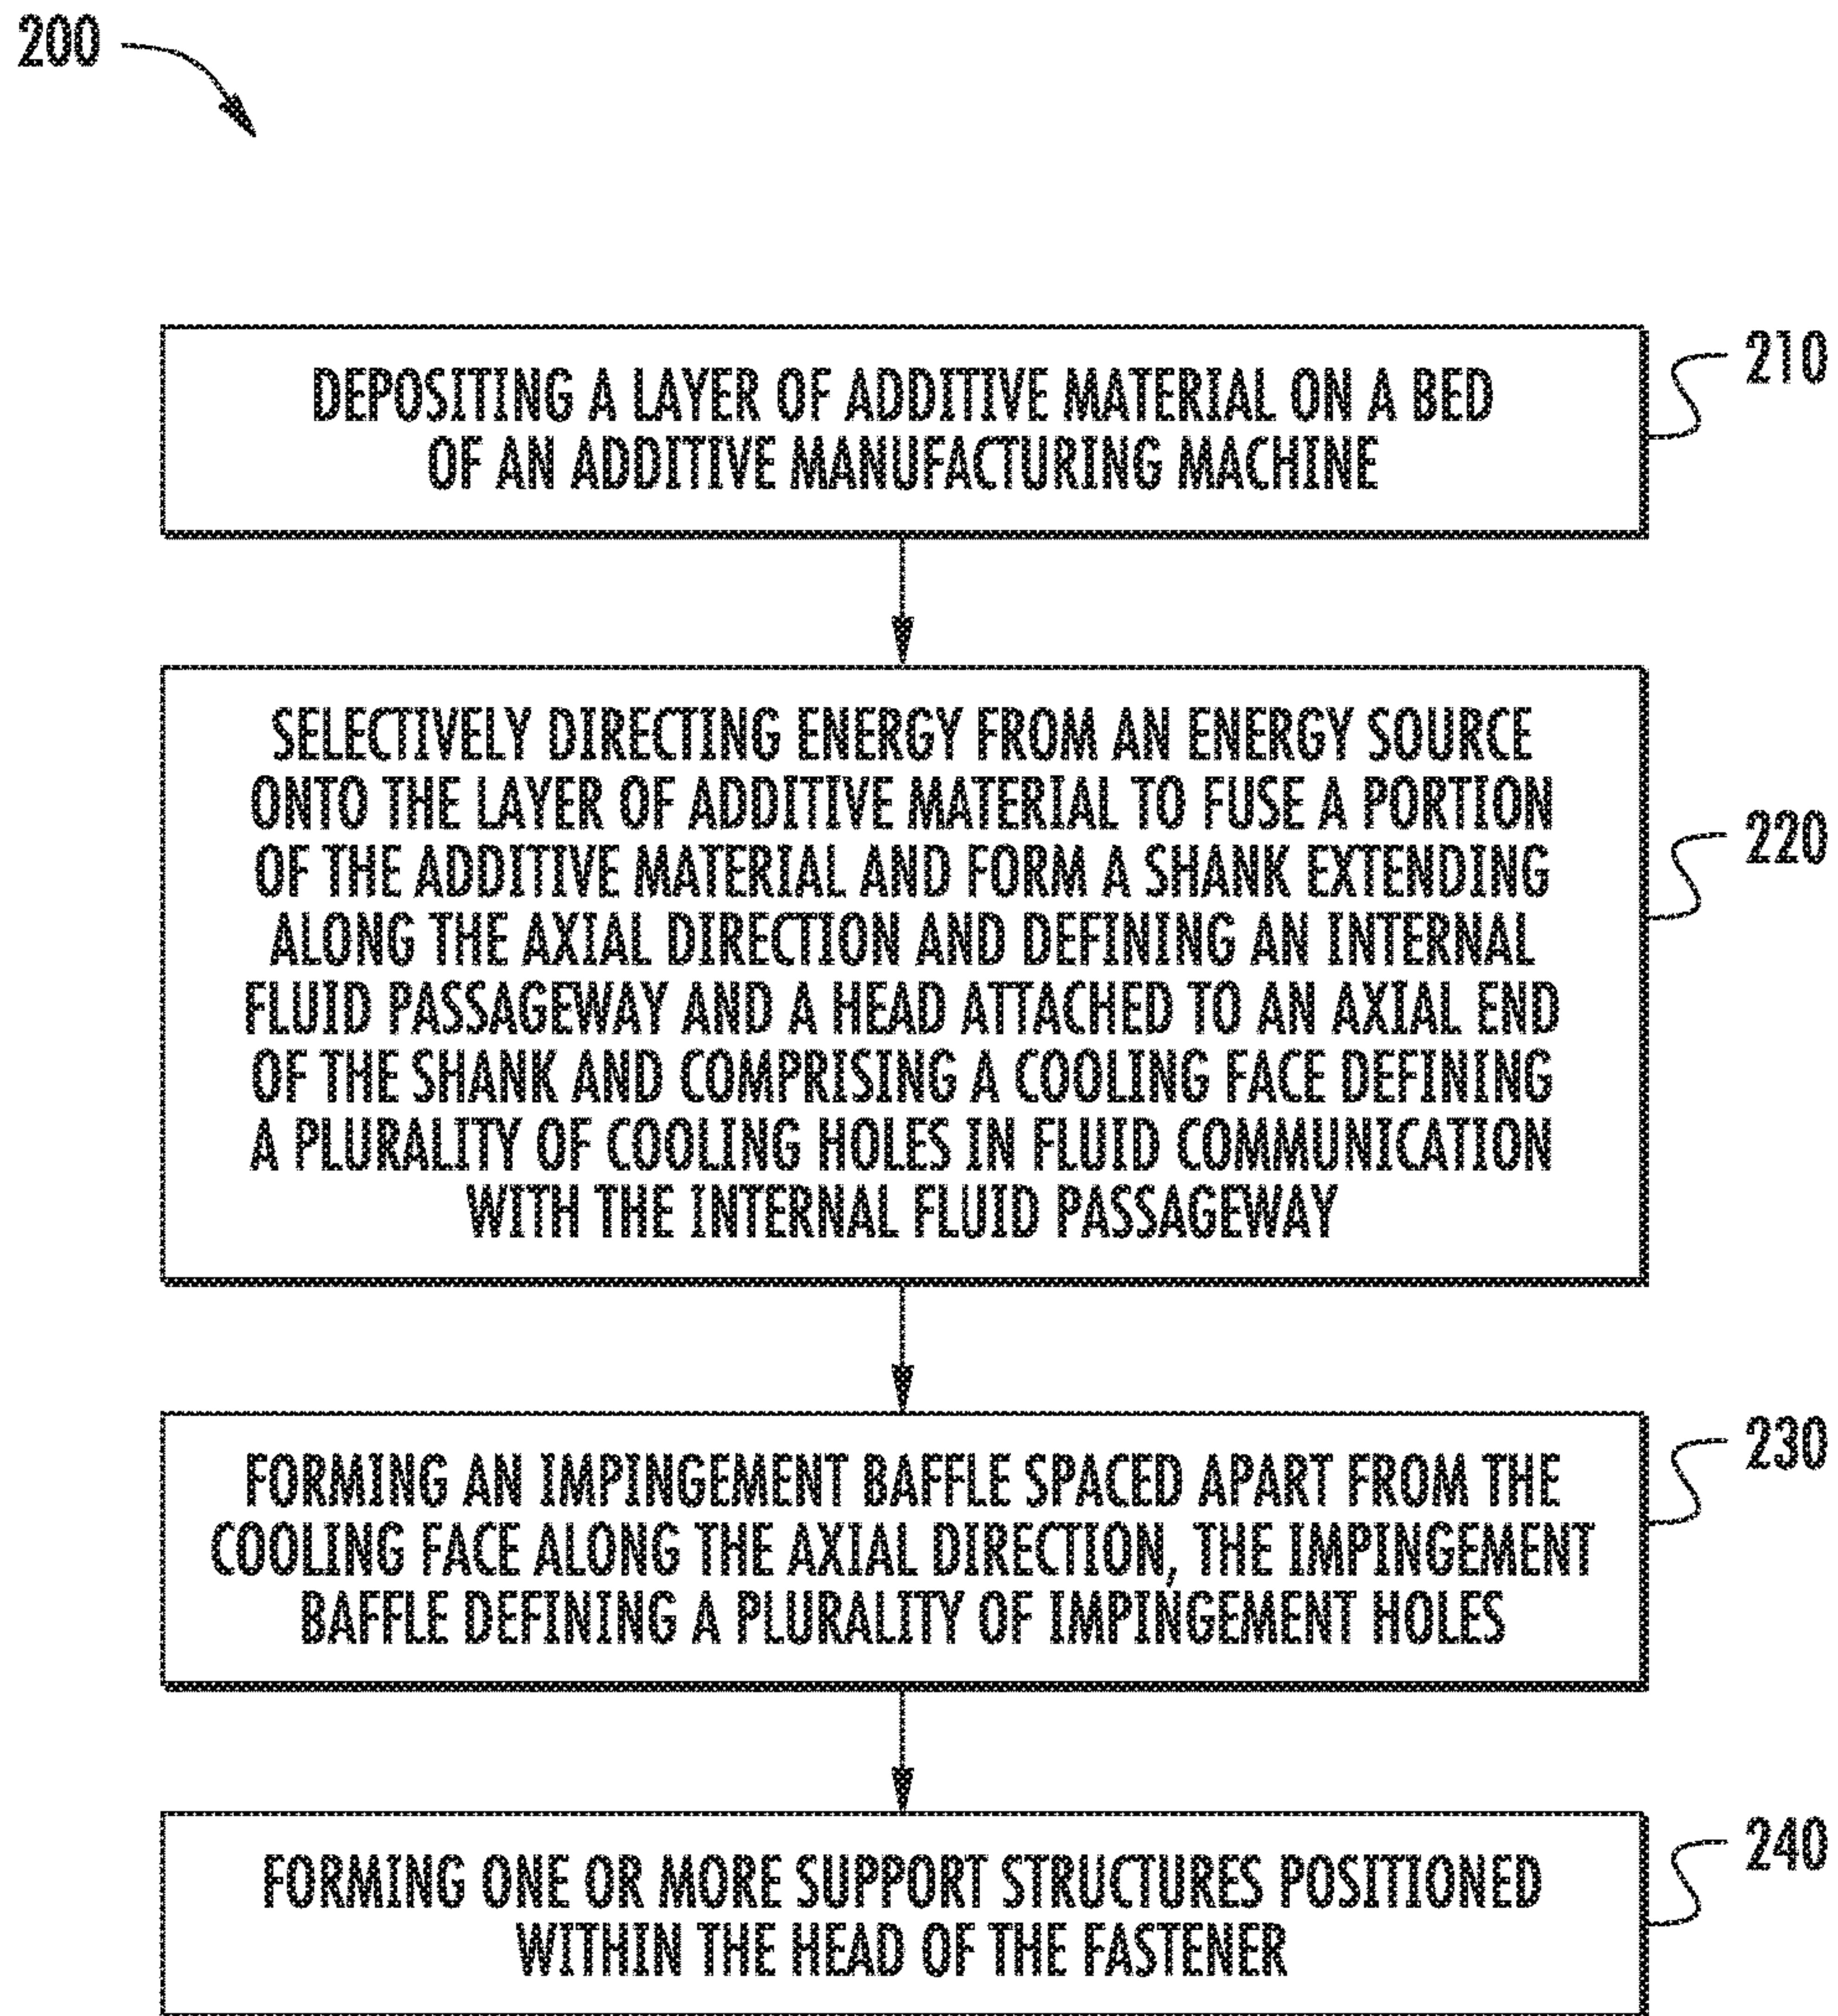 200
210
DEPOSITING A LAYER OF ADDITIVE MATERIAL ON A BED
OF AN ADDITIVE MANUFACTURING MACHINE
SELECTIVELY DIRECTING ENERGY FROM AN ENERGY SOURCE
ONTO THE LAYER OF ADDITIVE MATERIAL TO FUSE A PORTION
220
OF THE ADDITIVE MATERIAL AND FORM A SHANK EXTENDING
ALONG THE AXIAL DIRECTION AND DEFINING AN INTERNAL
FLUID PASSAGEWAY AND A HEAD ATTACHED TO AN AXIAL END
OF THE SHANK AND COMPRISING A COOLING FACE DEFINING
A PLURALITY OF COOLING HOLES IN FLUID COMMUNICATION
WITH THE INTERNAL FLUID PASSAGEWAY
230
FORMING AN IMPINGEMENT BAFFLE SPACED APART FROM THE
COOLING FACE ALONG THE AXIAL DIRECTION, THE IMPINGEMENT
BAFFLE DEFINING A PLURALITY OF IMPINGEMENT HOLES
240
FORMING ONE OR MORE SUPPORT STRUCTURES POSITIONED
WITHIN THE HEAD OF THE FASTENER